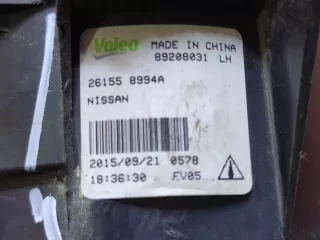 Valeo MADE IN CHINA
89208031 LH
26155 8994A
NISSAN
2015/09/21 0578
18:36:30 EV05